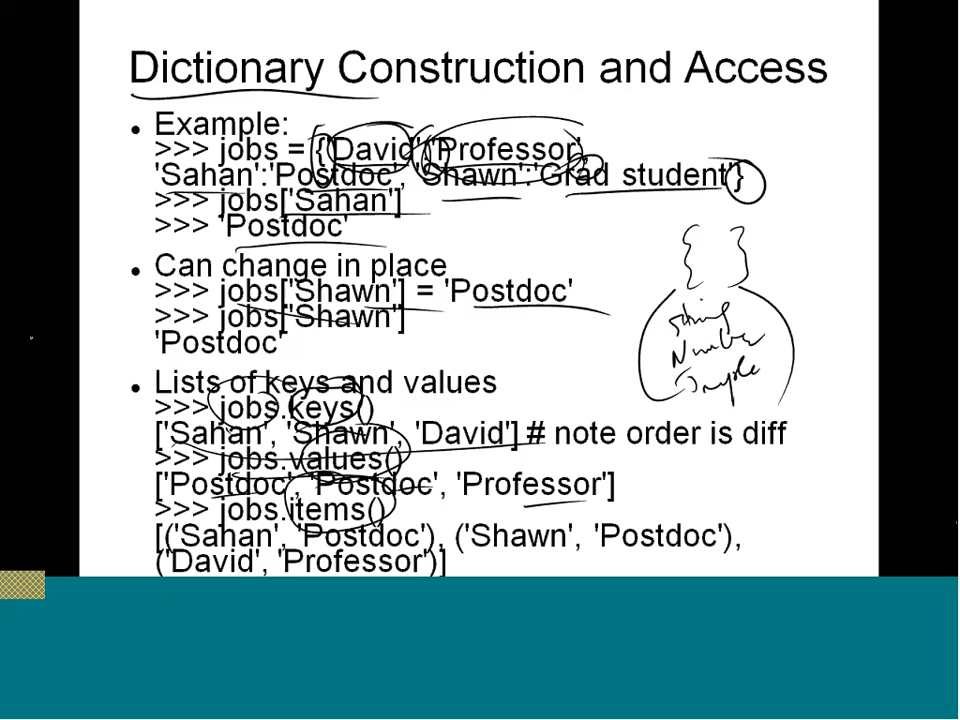 Dictionary Construction and Access
• Example:
>>> jobs = {'David':'Professor',
'Sahan':'Postdoc', 'Shawn':'Grad student'}
>>> jobs['Sahan']
>>> 'Postdoc'
• Can change in place
>>> jobs['Shawn'] = 'Postdoc'
>>> jobs['Shawn']
'Postdoc'
• Lists of keys and values
>>> jobs.keys()
['Sahan', 'Shawn', 'David'] # note order is diff
>>> jobs.values()
['Postdoc', 'Postdoc', 'Professor']
>>> jobs.items()
[('Sahan', 'Postdoc'), ('Shawn', 'Postdoc'),
('David', 'Professor')]
{ }
String
Number